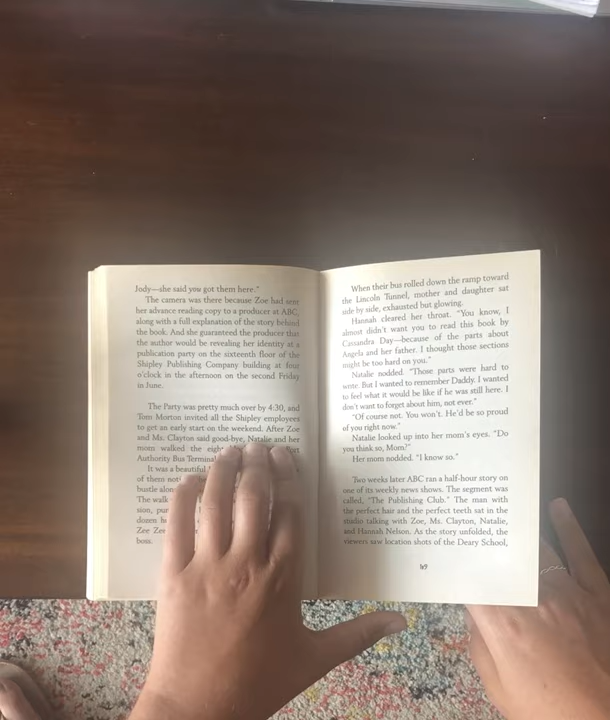 Jody—she said you got them here."
The camera was there because Zoe had sent
her advance reading copy to a producer at ABC,
along with a full explanation of the story behind
the book. And she guaranteed the producer that
the author would be revealing her identity at a
publication party on the sixteenth floor of the
Shipley Publishing Company building at four
o'clock in the afternoon on the second Friday
in June.
The Party was pretty much over by 4:30, and
Tom Morton invited all the Shipley employees
to get an early start on the weekend. After Zoe
and Ms. Clayton said good-bye, Natalie and her
mom walked the
Authority Bus
It was a beautiful
of them
bustle
The walk
sion,
dozen
Zee
boss.
When their bus rolled down the ramp toward
the Lincoln Tunnel, mother and daughter sat
side by side, exhausted but glowing.
Hannah cleared her throat. "You know, I
almost didn't want you to read this book by
Cassandra Day—because of the parts about
Angela and her father. I thought those sections
might be too hard on you."
Natalie nodded. "Those parts were hard to
write. But I wanted to remember Daddy. I wanted
to feel what it would be like if he was still here. I
don't want to forget about him, not ever."
"Of course not. You won't. He'd be so proud
of you right now."
Natalie looked up into her mom's eyes. "Do
you think so, Mom?"
Her mom nodded. "I know so."
Two weeks later ABC ran a half-hour story on
one of its weekly news shows. The segment was
called, "The Publishing Club." The man with
the perfect hair and the perfect teeth sat in the
studio talking with Zoe, Ms. Clayton, Natalie,
and Hannah Nelson. As the story unfolded, the
viewers saw location shots of the Deary School,
169